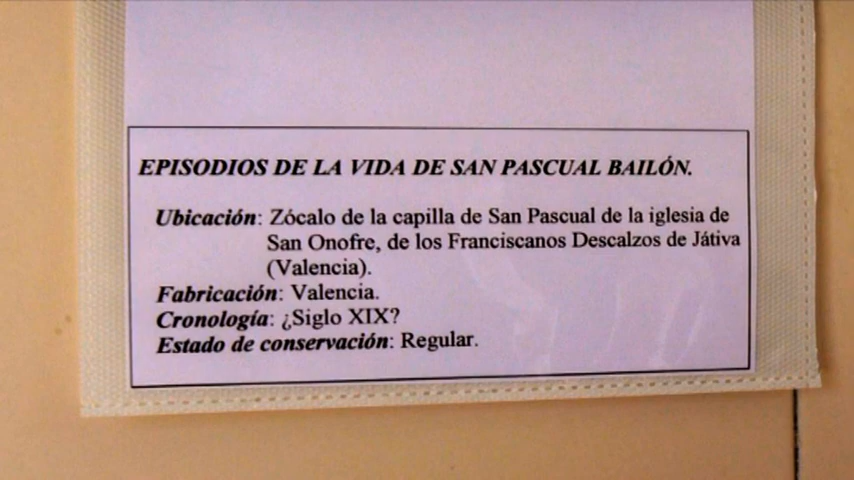 EPISODIOS DE LA VIDA DE SAN PASCUAL BAILÓN.
Ubicación: Zócalo de la capilla de San Pascual de la iglesia de
San Onofre, de los Franciscanos Descalzos de Játiva
(Valencia).
Fabricación: Valencia.
Cronología: ¿Siglo XIX?
Estado de conservación: Regular.